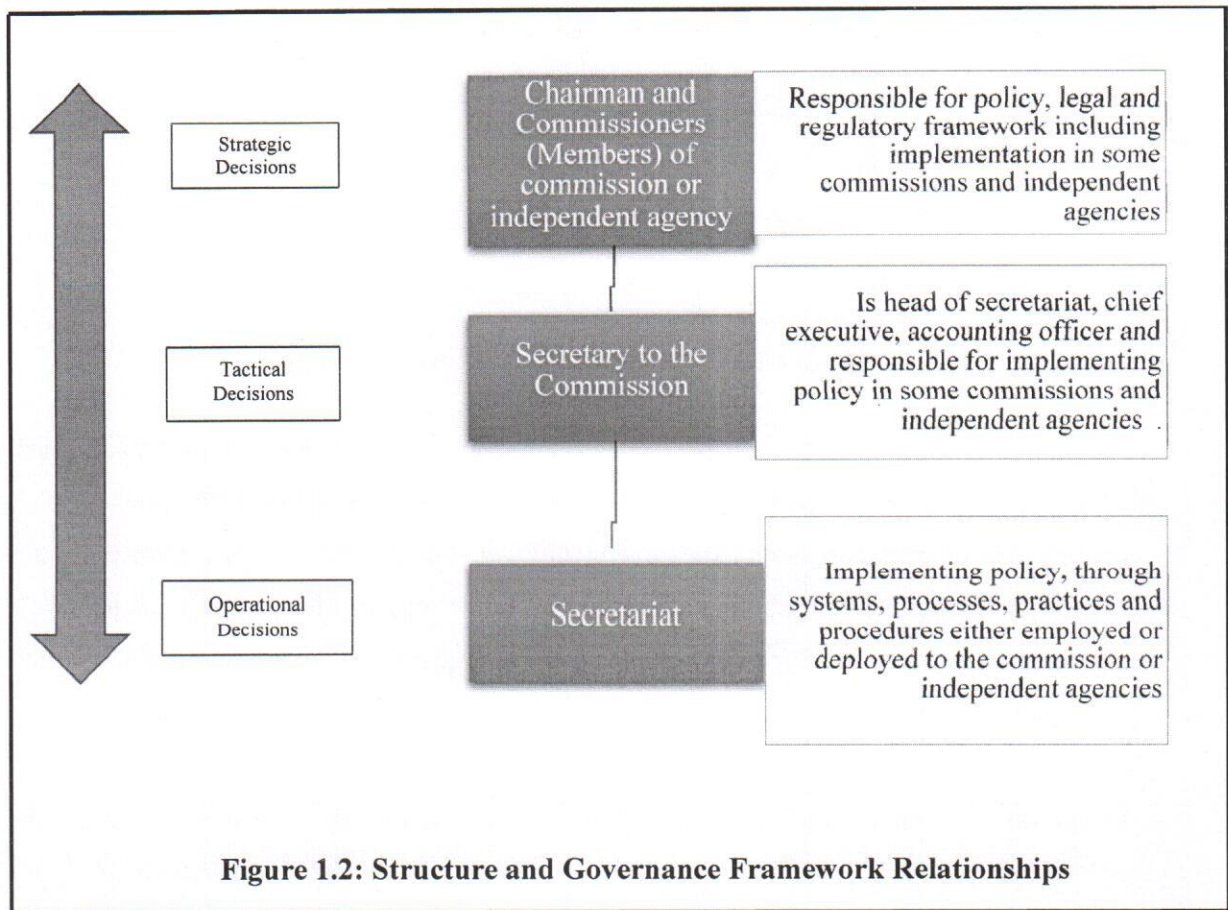 Strategic
Decisions
Chairman and
Commissioners
(Members) of
commission or
independent agency
Responsible for policy, legal and
regulatory framework including
implementation in some
commissions and independent
agencies
Tactical
Decisions
Secretary to the
Commission
Is head of secretariat, chief
executive, accounting officer and
responsible for implementing
policy in some commissions and
independent agencies .
Operational
Decisions
Secretariat
Implementing policy, through
systems, processes, practices and
procedures either employed or
deployed to the commission or
independent agencies
Figure 1.2: Structure and Governance Framework Relationships